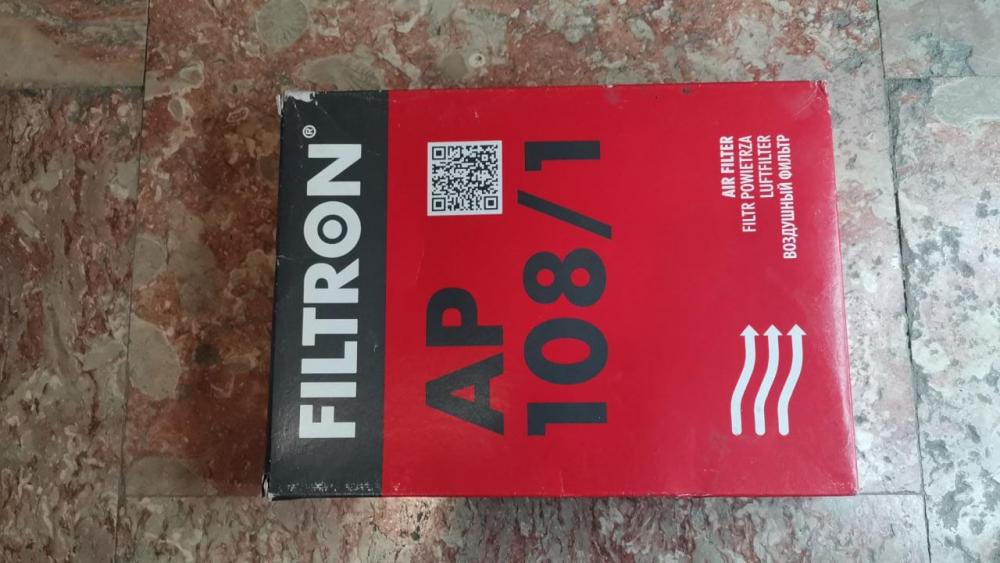 FILTRON®
AP
108/1
AIR FILTER
FILTR POWIETRZA
LUFTFILTER
ВОЗДУШНЫЙ ФИЛЬТР